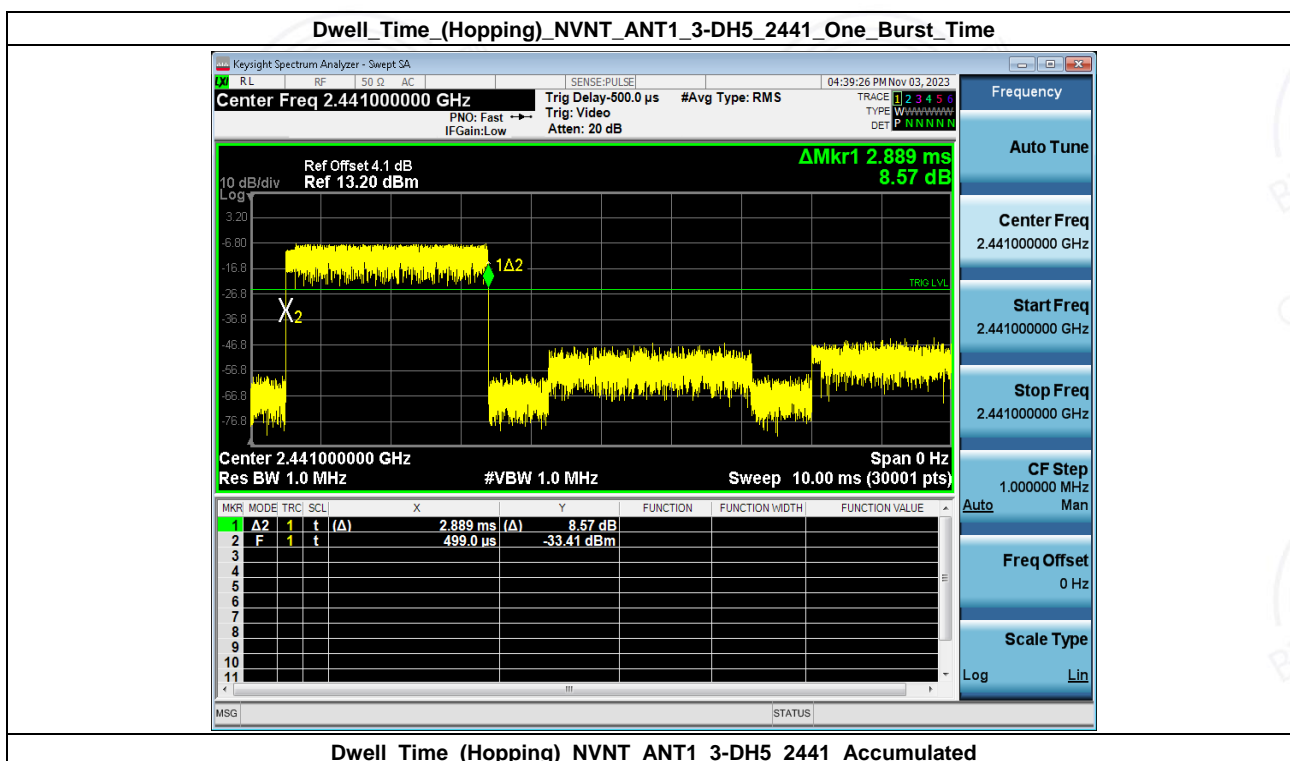 Dwell_Time_(Hopping)_NVNT_ANT1_3-DH5_2441_One_Burst_Time
Keysight Spectrum Analyzer - Swept SA
LXI RL RF 50 Ω AC SENSE:PULSE 04:39:26 PM Nov 03, 2023
Center Freq 2.441000000 GHz
PNO: Fast
IFGain:Low
Trig Delay-500.0 µs #Avg Type: RMS
Trig: Video
Atten: 20 dB
TRACE 1 2 3 4 5 6
TYPE WWWWWW
DET P N N N N N
Frequency
Auto Tune
Center Freq
2.441000000 GHz
Start Freq
2.441000000 GHz
Stop Freq
2.441000000 GHz
CF Step
1.000000 MHz
Auto Man
Freq Offset
0 Hz
Scale Type
Log Lin
ΔMkr1 2.889 ms
8.57 dB
Ref Offset 4.1 dB
10 dB/div Ref 13.20 dBm
Log
3.20
-6.80
-16.8
-26.8
-36.8
-46.8
-56.8
-66.8
-76.8
1Δ2
TRIG LVL
X2
Center 2.441000000 GHz Span 0 Hz
Res BW 1.0 MHz #VBW 1.0 MHz Sweep 10.00 ms (30001 pts)
MKR MODE TRC SCL X Y FUNCTION FUNCTION WIDTH FUNCTION VALUE
1 Δ2 1 t (Δ) 2.889 ms (Δ) 8.57 dB
2 F 1 t 499.0 µs -33.41 dBm
3
4
5
6
7
8
9
10
11
MSG STATUS
Dwell_Time_(Hopping)_NVNT_ANT1_3-DH5_2441_Accumulated